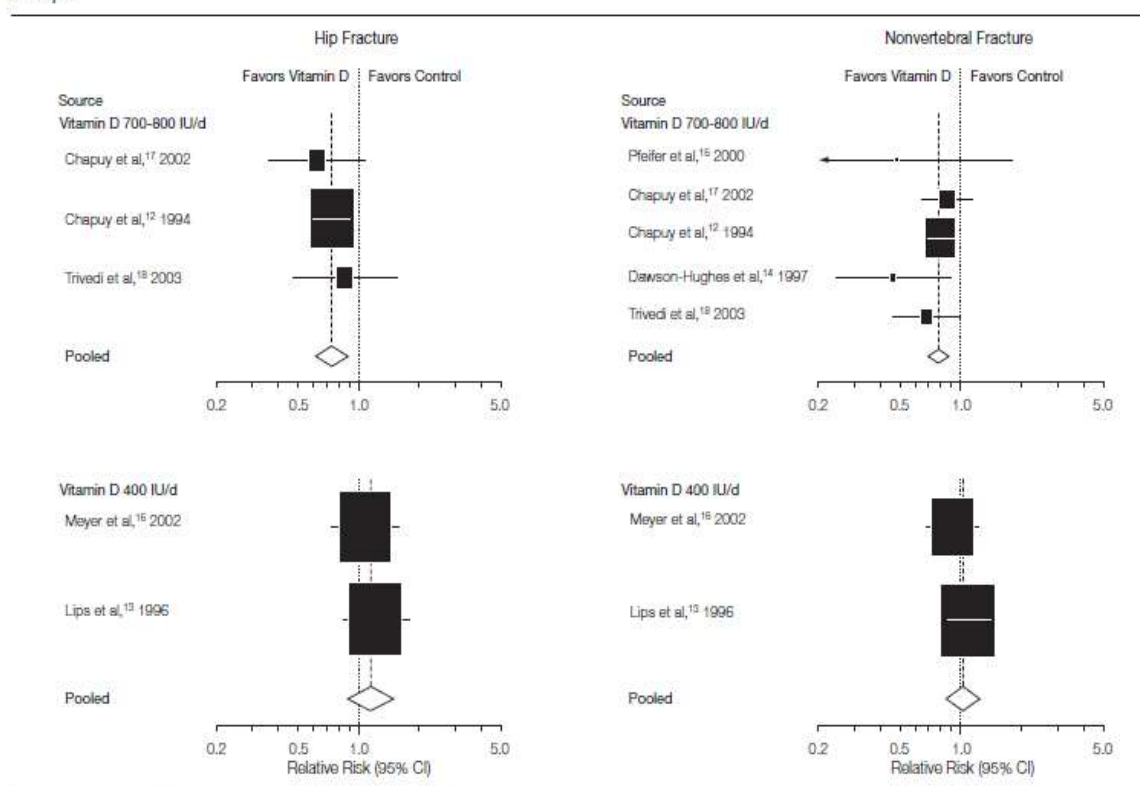 Hip Fracture
Favors Vitamin D Favors Control
Source
Vitamin D 700-800 IU/d
Chapuy et al,17 2002
Chapuy et al,12 1994
Trivedi et al,18 2003
Pooled
0.2 0.5 1.0 5.0
Vitamin D 400 IU/d
Meyer et al,16 2002
Lips et al,13 1996
Pooled
0.2 0.5 1.0 5.0
Relative Risk (95% CI)
Nonvertebral Fracture
Favors Vitamin D Favors Control
Source
Vitamin D 700-800 IU/d
Pfeifer et al,15 2000
Chapuy et al,17 2002
Chapuy et al,12 1994
Dawson-Hughes et al,14 1997
Trivedi et al,18 2003
Pooled
0.2 0.5 1.0 5.0
Vitamin D 400 IU/d
Meyer et al,16 2002
Lips et al,13 1996
Pooled
0.2 0.5 1.0 5.0
Relative Risk (95% CI)